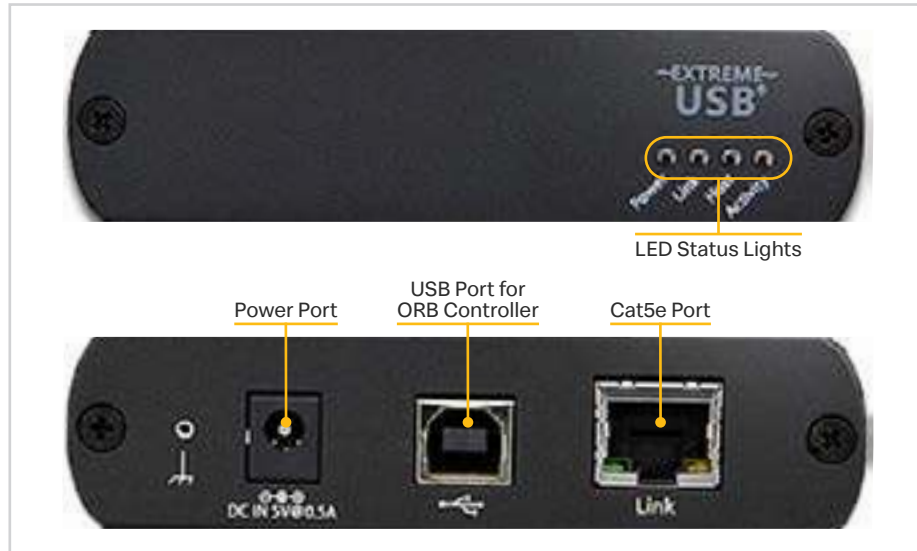 EXTREME
USB®
Power Link Host Activity
LED Status Lights
Power Port
USB Port for
ORB Controller
Cat5e Port
DC IN 5V@0.5A
Link